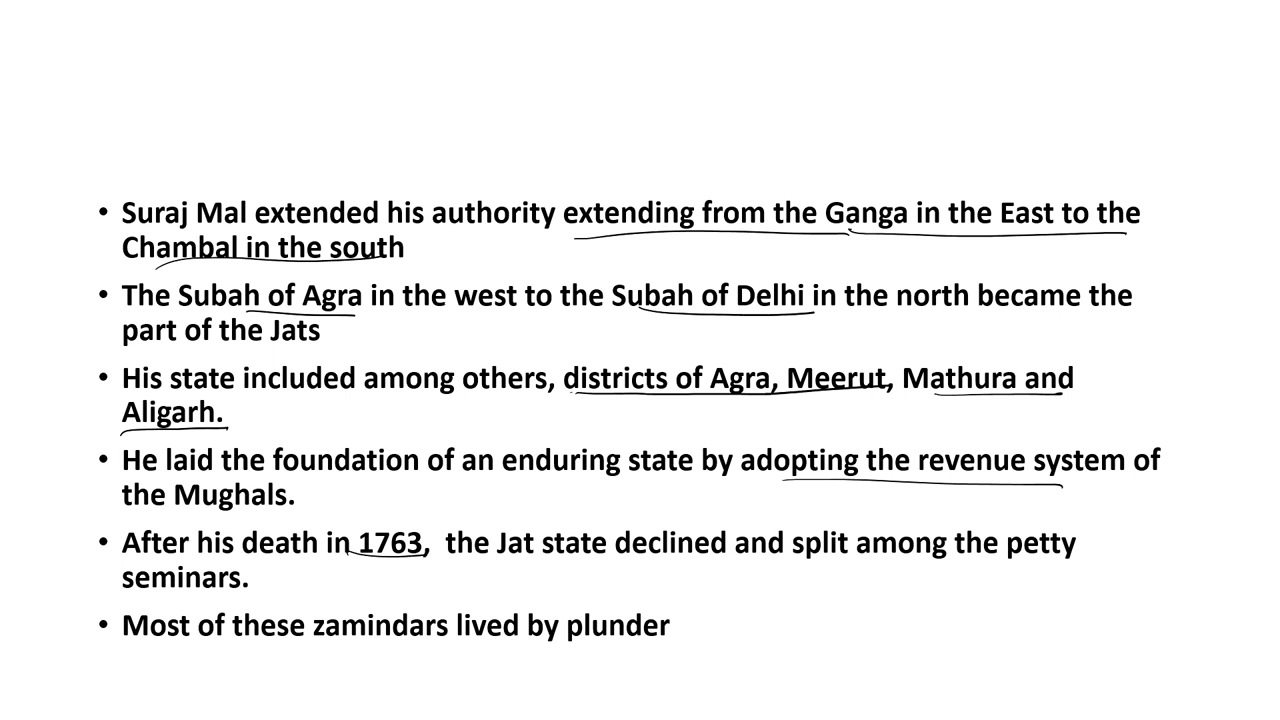 • Suraj Mal extended his authority extending from the Ganga in the East to the
Chambal in the south
• The Subah of Agra in the west to the Subah of Delhi in the north became the
part of the Jats
• His state included among others, districts of Agra, Meerut, Mathura and
Aligarh.
• He laid the foundation of an enduring state by adopting the revenue system of
the Mughals.
• After his death in 1763,  the Jat state declined and split among the petty
seminars.
• Most of these zamindars lived by plunder